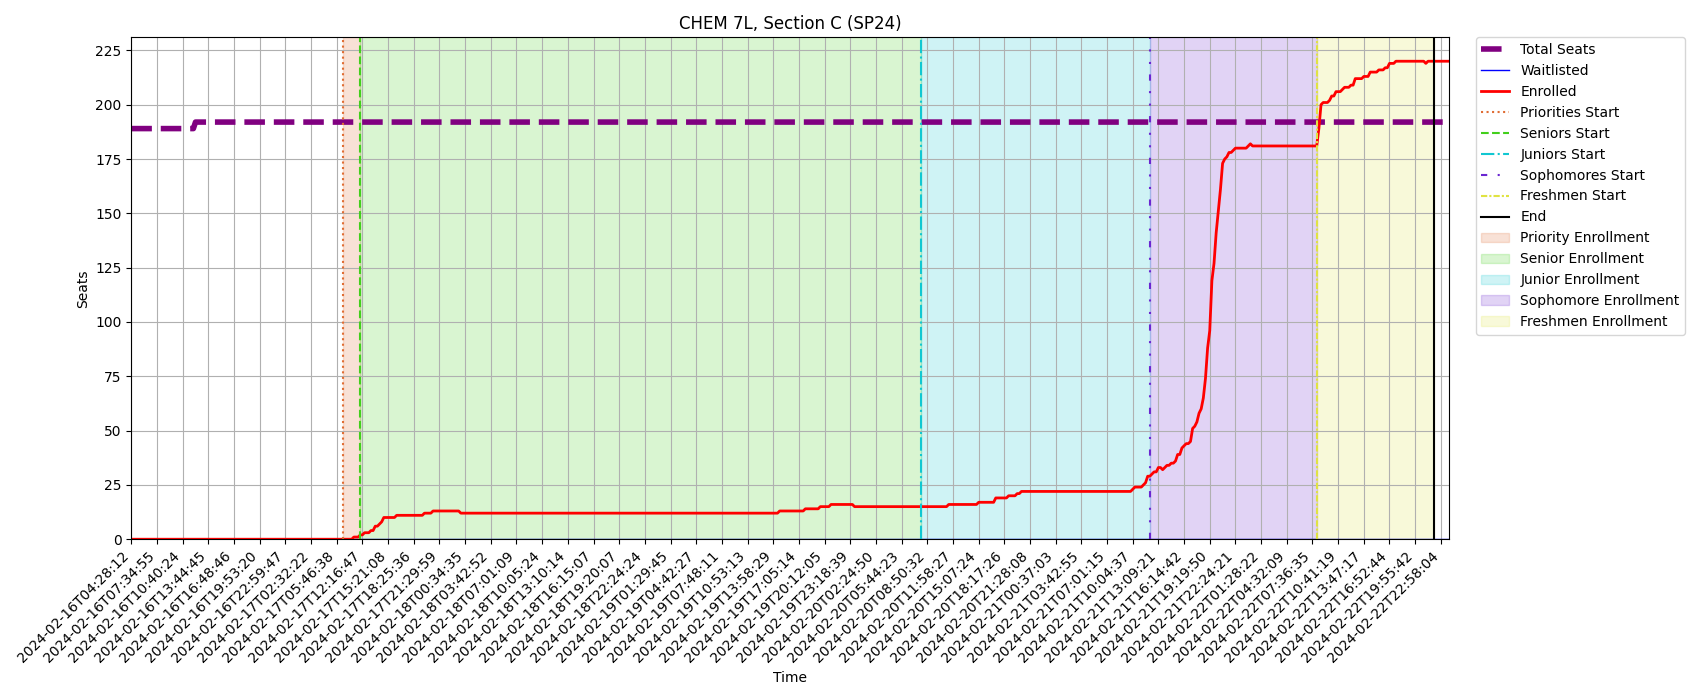 CHEM 7L, Section C (SP24)
225
200
175
150
125
100
75
50
25
0
Seats
2024-02-16T04:28:12
2024-02-16T07:34:55
2024-02-16T10:40:24
2024-02-16T13:44:45
2024-02-16T16:48:46
2024-02-16T19:53:20
2024-02-16T22:59:47
2024-02-17T02:32:22
2024-02-17T05:46:38
2024-02-17T12:16:47
2024-02-17T15:21:08
2024-02-17T18:25:36
2024-02-17T21:29:59
2024-02-18T00:34:35
2024-02-18T03:42:52
2024-02-18T07:01:09
2024-02-18T10:05:24
2024-02-18T13:10:14
2024-02-18T16:15:07
2024-02-18T19:20:07
2024-02-18T22:24:24
2024-02-19T01:29:45
2024-02-19T04:42:27
2024-02-19T07:48:11
2024-02-19T10:53:13
2024-02-19T13:58:29
2024-02-19T17:05:14
2024-02-19T20:12:05
2024-02-19T23:18:39
2024-02-20T02:24:50
2024-02-20T05:44:23
2024-02-20T08:50:32
2024-02-20T11:58:27
2024-02-20T15:07:24
2024-02-20T18:17:26
2024-02-20T21:28:08
2024-02-21T00:37:03
2024-02-21T03:42:55
2024-02-21T07:01:15
2024-02-21T10:04:37
2024-02-21T13:09:21
2024-02-21T16:14:42
2024-02-21T19:19:50
2024-02-21T22:24:21
2024-02-22T01:28:22
2024-02-22T04:32:09
2024-02-22T07:36:35
2024-02-22T10:41:19
2024-02-22T13:47:17
2024-02-22T16:52:44
2024-02-22T19:55:42
2024-02-22T22:58:04
Time
Total Seats
Waitlisted
Enrolled
Priorities Start
Seniors Start
Juniors Start
Sophomores Start
Freshmen Start
End
Priority Enrollment
Senior Enrollment
Junior Enrollment
Sophomore Enrollment
Freshmen Enrollment